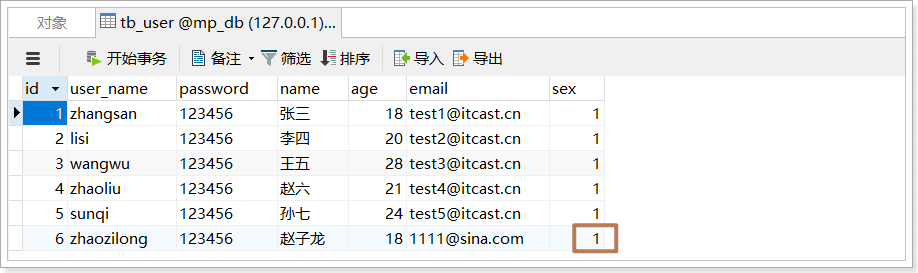 对象 tb_user @mp_db (127.0.0.1)...
开始事务 备注 筛选 排序 导入 导出
id user_name password name age email sex
1 zhangsan 123456 张三 18 test1@itcast.cn 1
2 lisi 123456 李四 20 test2@itcast.cn 1
3 wangwu 123456 王五 28 test3@itcast.cn 1
4 zhaoliu 123456 赵六 21 test4@itcast.cn 1
5 sunqi 123456 孙七 24 test5@itcast.cn 1
6 zhaozilong 123456 赵子龙 18 1111@sina.com 1